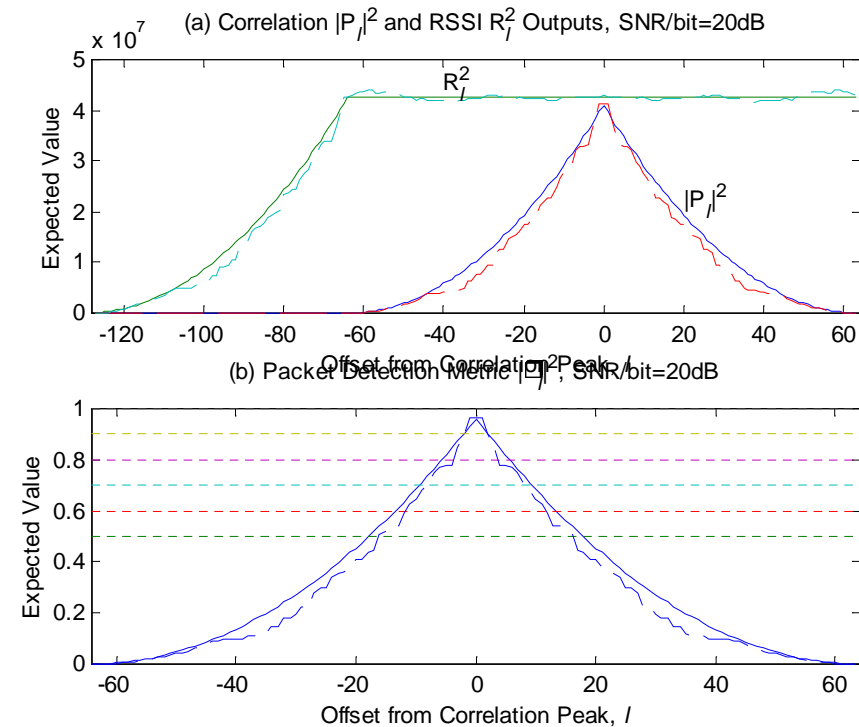 (a) Correlation |P_l|^2 and RSSI R_l^2 Outputs, SNR/bit=20dB
x 10^7
5
4
3
2
1
0
Expected Value
R_l^2
|P_l|^2
-120 -100 -80 -60 -40 -20 0 20 40 60
Offset from Correlation Peak, l
(b) Packet Detection Metric | _l|^2, SNR/bit=20dB
1
0.8
0.6
0.4
0.2
0
Expected Value
-60 -40 -20 0 20 40 60
Offset from Correlation Peak, l